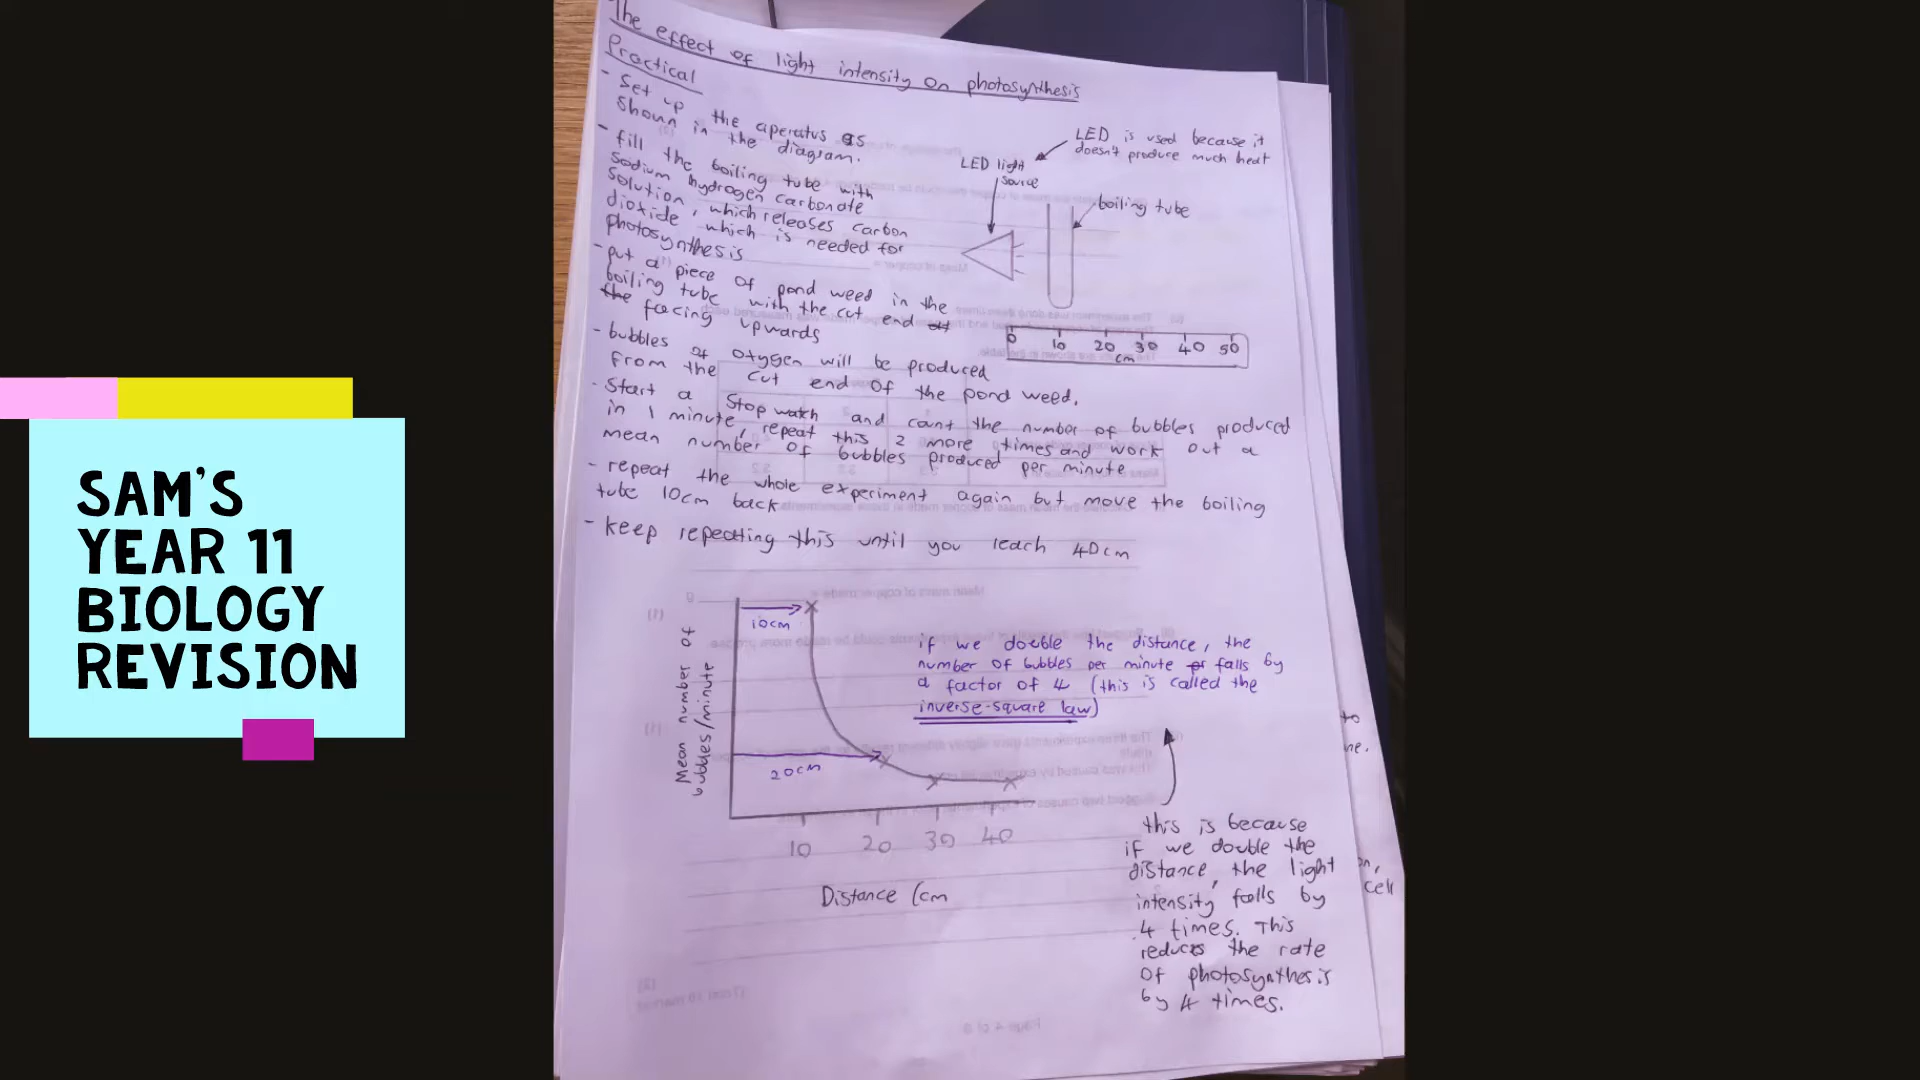 SAM'S
YEAR 11
BIOLOGY
REVISION
The effect of light intensity on photosynthesis
Practical
- Set up the aperatus as
shown in the diagram.
- fill the boiling tube with
sodium hydrogen carbonate
solution, which releases carbon
dioxide which is needed for
photosynthesis
- put a piece of pond weed in the
boiling tube with the cut end
the facing upwards
- bubbles of oxygen will be produced
from the cut end of the pond weed.
- Start a stop watch and count the number of bubbles produced
in 1 minute, repeat this 2 more times and work out a
mean number of bubbles produced per minute
- repeat the whole experiment again but move the boiling
tube 10cm back
- keep repeating this until you reach 40cm
LED is used because it
doesn't produce much heat
LED light
source
boiling tube
0 10 20 30 40 50
cm
Mean number of
bubbles/minute
10cm
20cm
10 20 30 40
Distance (cm
if we double the distance, the
number of bubbles per minute falls by
a factor of 4 (this is called the
inverse-square law)
this is because
if we double the
distance, the light
intensity falls by
4 times. This
reduces the rate
of photosynthesis
by 4 times.
to
ne.
on,
cell